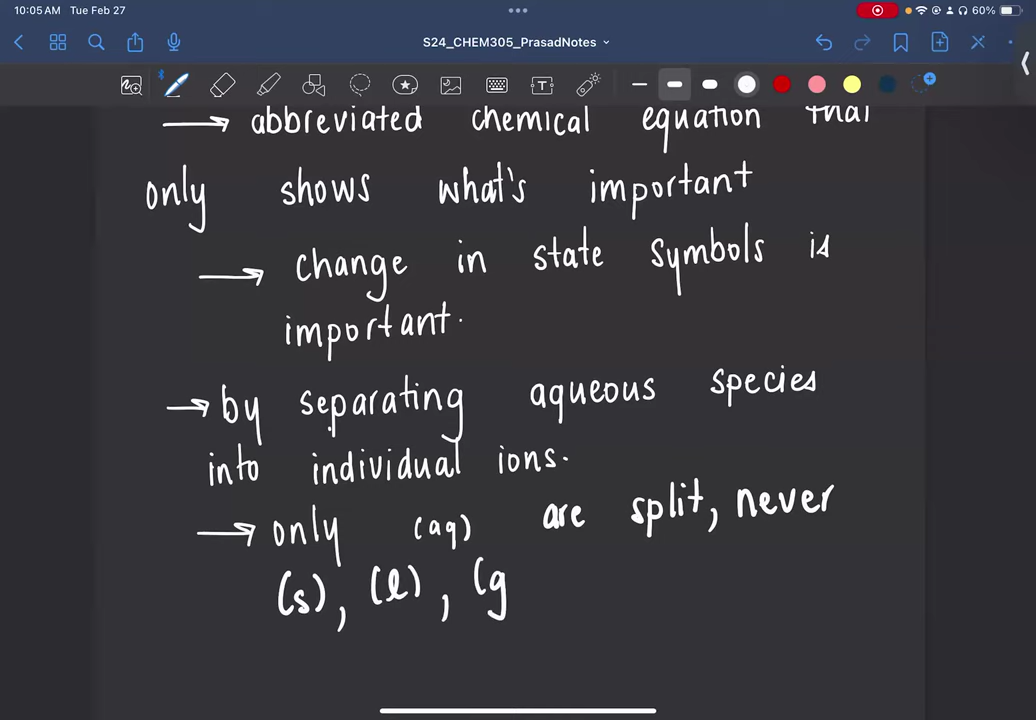 10:05 AM Tue Feb 27
60%
S24_CHEM305_PrasadNotes
→ abbreviated chemical equation that
only shows what's important
→ change in state symbols is
important.
→ by separating aqueous species
into individual ions.
→ only (aq) are split, never
(s), (l), (g